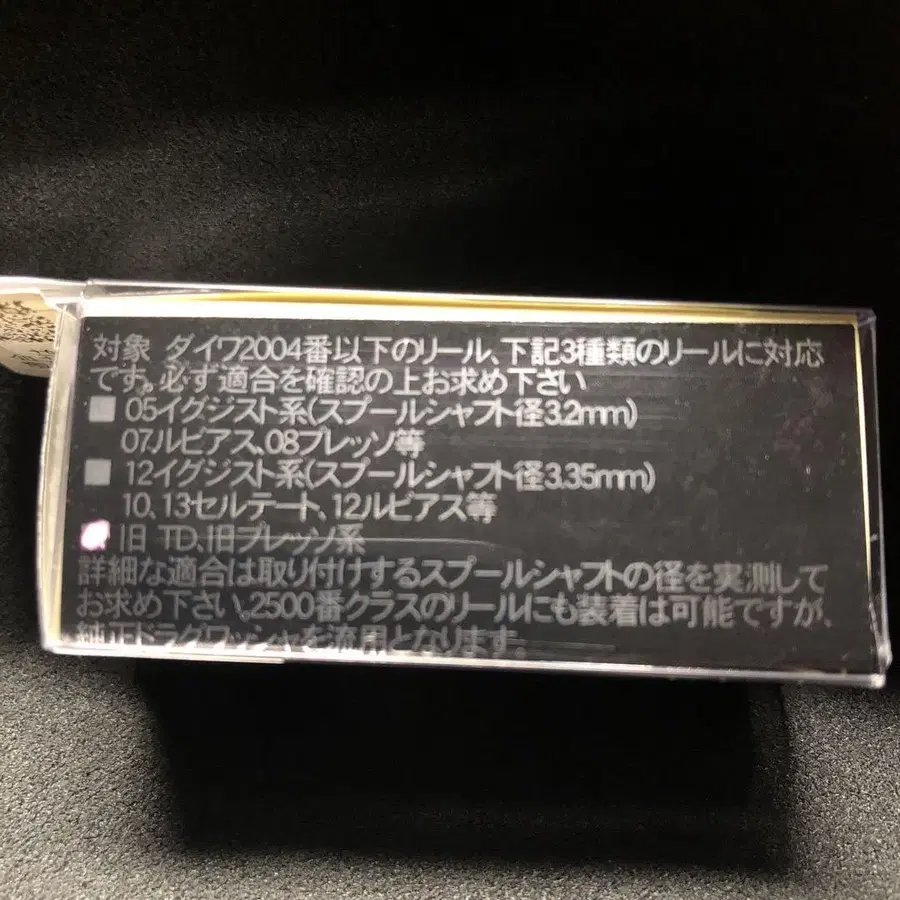 対象 ダイワ2004番以下のリール、下記3種類のリールに対応
です。必ず適合を確認の上お求め下さい
■ 05イグジスト系(スプールシャフト径3.2mm)
07ルビアス、08プレッソ等
■ 12イグジスト系(スプールシャフト径3.35mm)
10、13セルテート、12ルビアス等
旧 TD、旧プレッソ系
詳細な適合は取り付けするスプールシャフトの径を実測して
お求め下さい。2500番クラスのリールにも装着は可能ですが、
純正ドラグワッシャを流用となります。